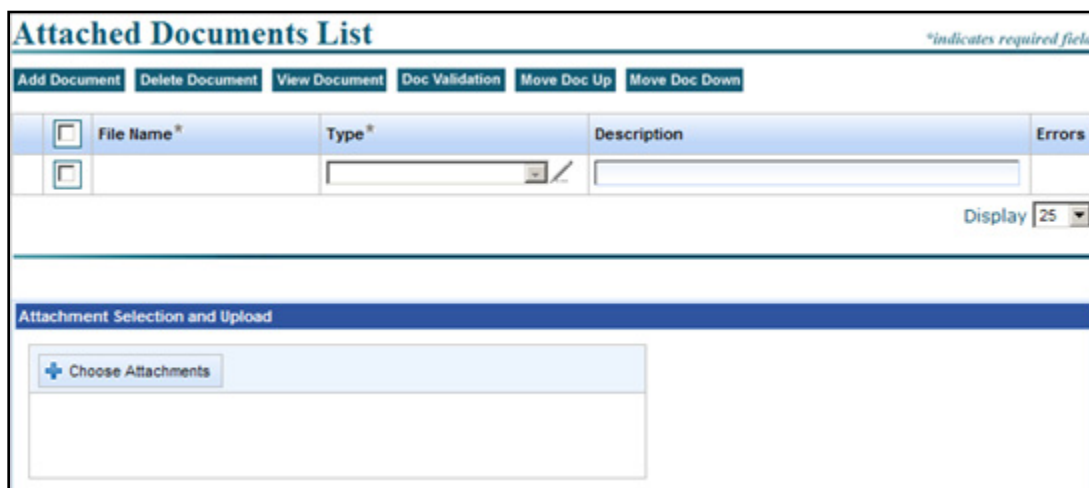 Attached Documents List
*indicates required field
Add Document Delete Document View Document Doc Validation Move Doc Up Move Doc Down
File Name* Type* Description Errors
Display 25
Attachment Selection and Upload
Choose Attachments